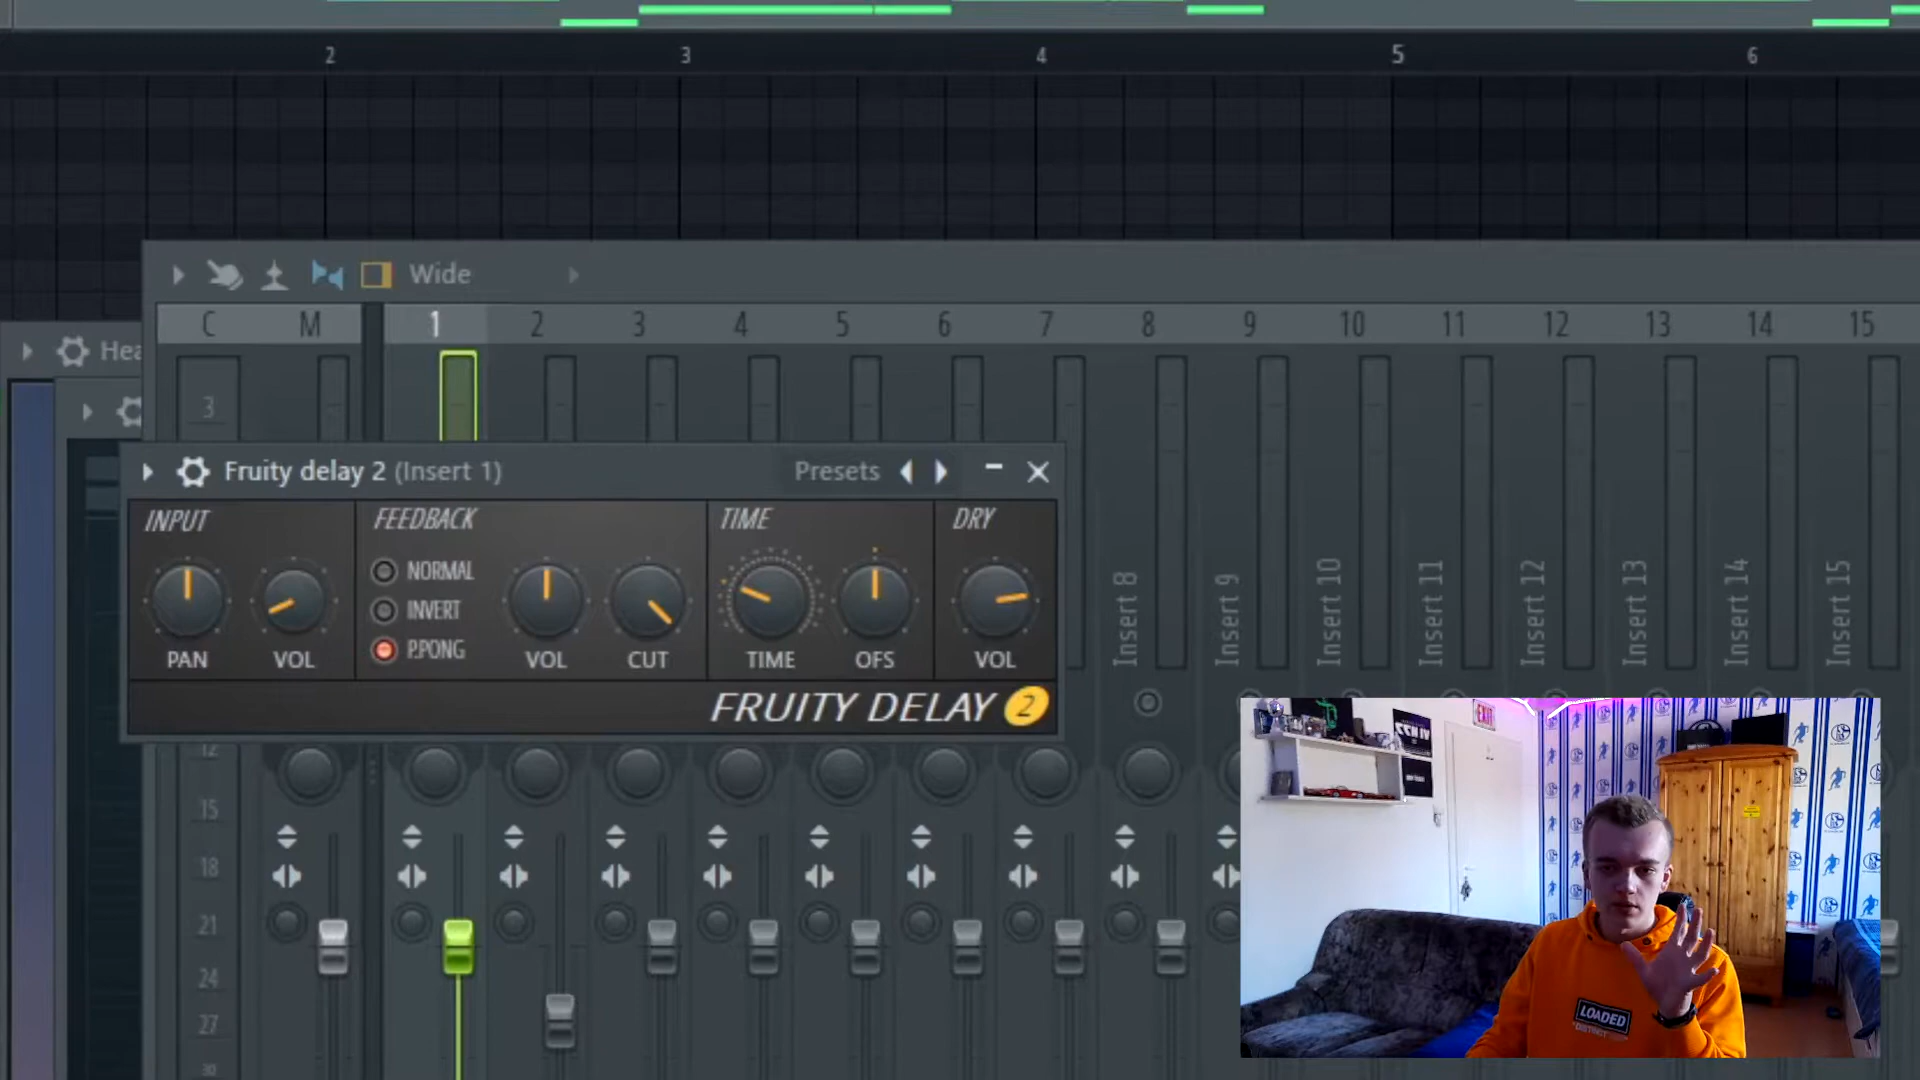 2 3 4 5 6
Wide
C M 1 2 3 4 5 6 7 8 9 10 11 12 13 14 15
Hea
3
Fruity delay 2 (Insert 1) Presets
INPUT FEEDBACK TIME DRY
NORMAL
INVERT
P.PONG
PAN VOL VOL CUT TIME OFS VOL
FRUITY DELAY 2
Insert 8
Insert 9
Insert 10
Insert 11
Insert 12
Insert 13
Insert 14
Insert 15
12
15
18
21
24
27
30
EXIT
LOADED
DISTRICT